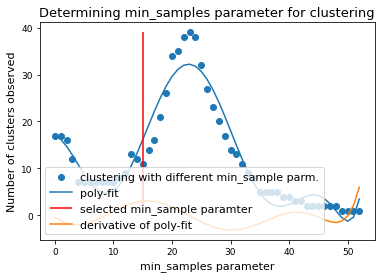 Determining min_samples parameter for clustering
40
30
20
10
0
Number of clusters observed
clustering with different min_sample parm.
poly-fit
selected min_sample paramter
derivative of poly-fit
0 10 20 30 40 50
min_samples parameter